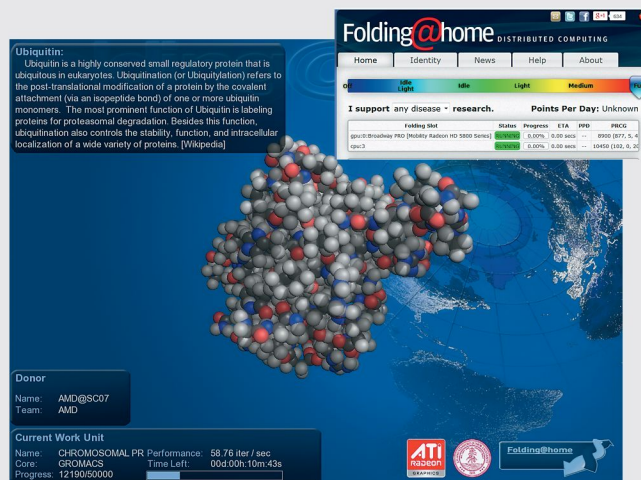 Ubiquitin:
Ubiquitin is a highly conserved small regulatory protein that is
ubiquitous in eukaryotes. Ubiquitination (or Ubiquitylation) refers to
the post-translational modification of a protein by the covalent
attachment (via an isopeptide bond) of one or more ubiquitin
monomers. The most prominent function of Ubiquitin is labeling
proteins for proteasomal degradation. Besides this function,
ubiquitination also controls the stability, function, and intracellular
localization of a wide variety of proteins. [Wikipedia]
Folding@home DISTRIBUTED COMPUTING
Home Identity News Help About
Off Idle Light Idle Light Medium FU
I support any disease research. Points Per Day: Unknown
Folding Slot Status Progress ETA PPD PRCG
gpu:0:Broadway PRO [Mobility Radeon HD 5800 Series] 0.00% 0.00 secs -- 8900 (877, 5, 4
cpu:3 0.00% 0.00 secs -- 10450 (102, 0, 20
Donor
Name: AMD@SC07
Team: AMD
Current Work Unit
Name: CHROMOSOMAL PR Performance: 58.76 iter / sec
Core: GROMACS Time Left: 00d:00h:10m:43s
Progress: 12190/50000
ATI
RADEON
GRAPHICS
Folding@home